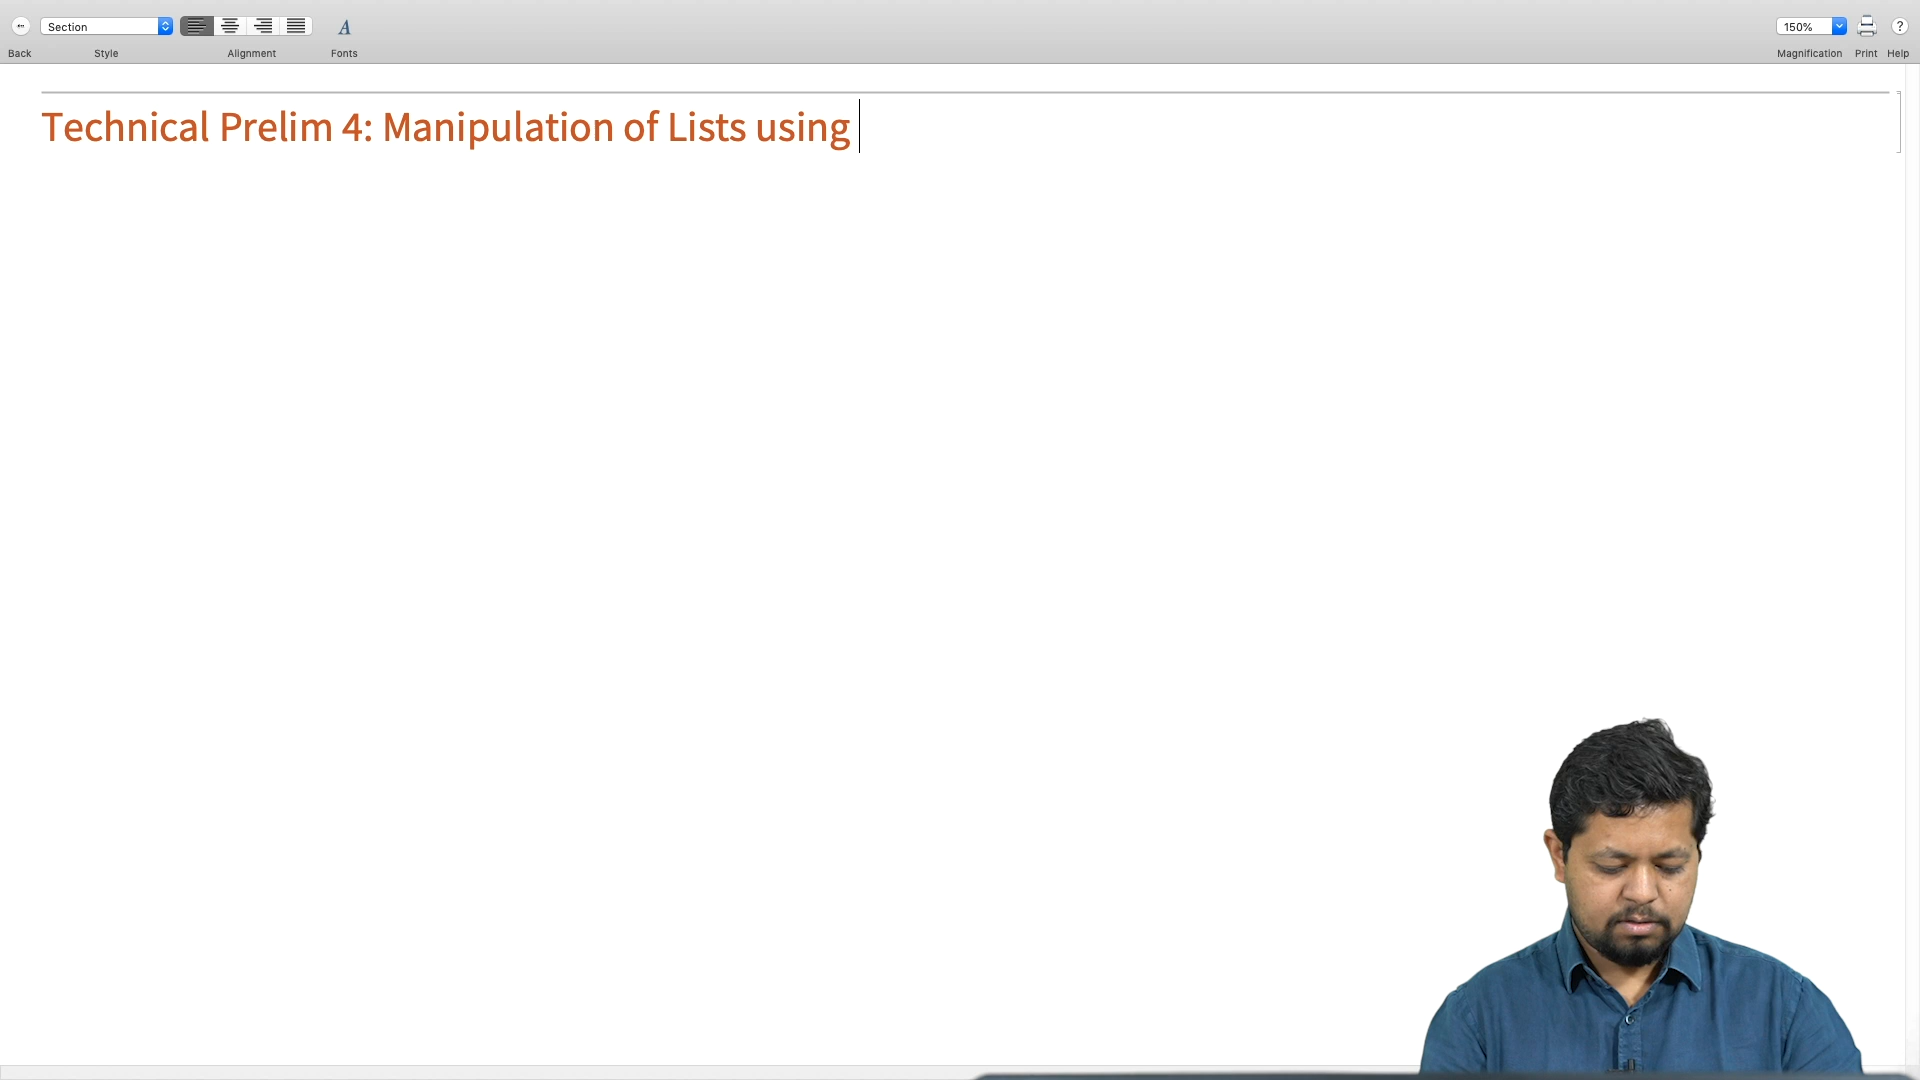 Section
Back
Style
Alignment
A
Fonts
150%
?
Magnification
Print
Help
Technical Prelim 4: Manipulation of Lists using